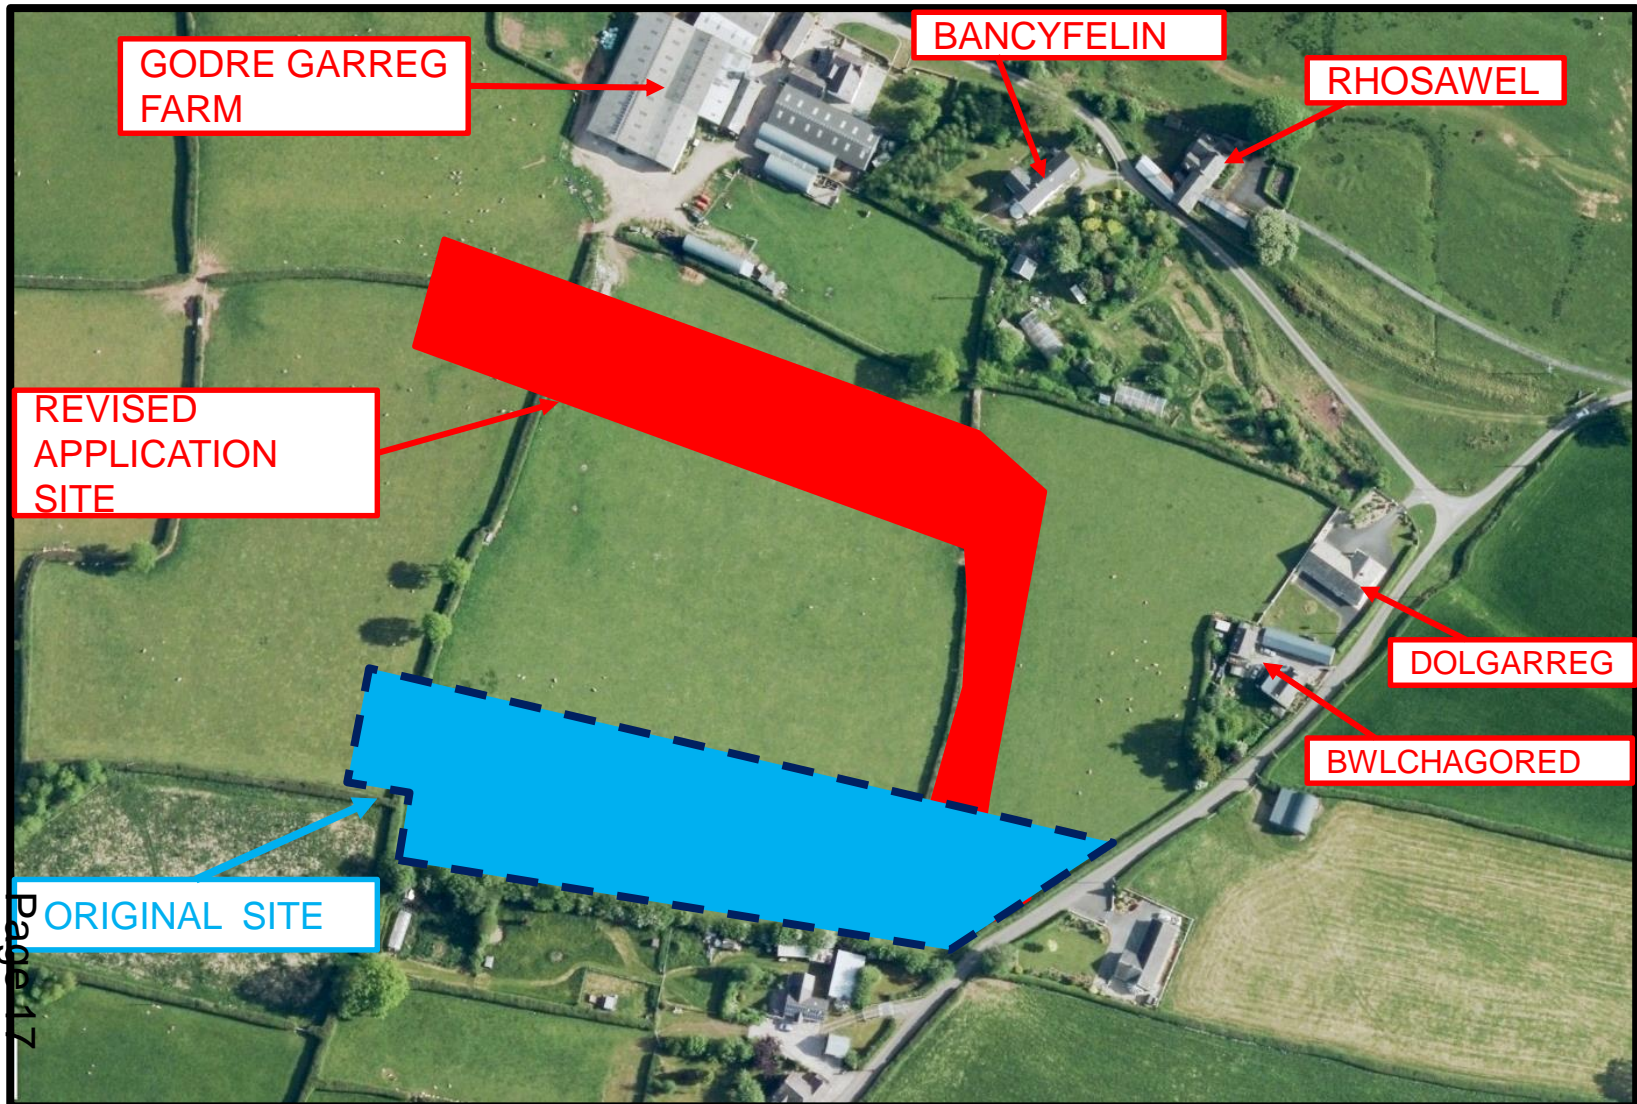 GODRE GARREG
FARM
BANCYFELIN
RHOSAWEL
REVISED
APPLICATION
SITE
DOLGARREG
BWLCHAGORED
ORIGINAL SITE
Page 17